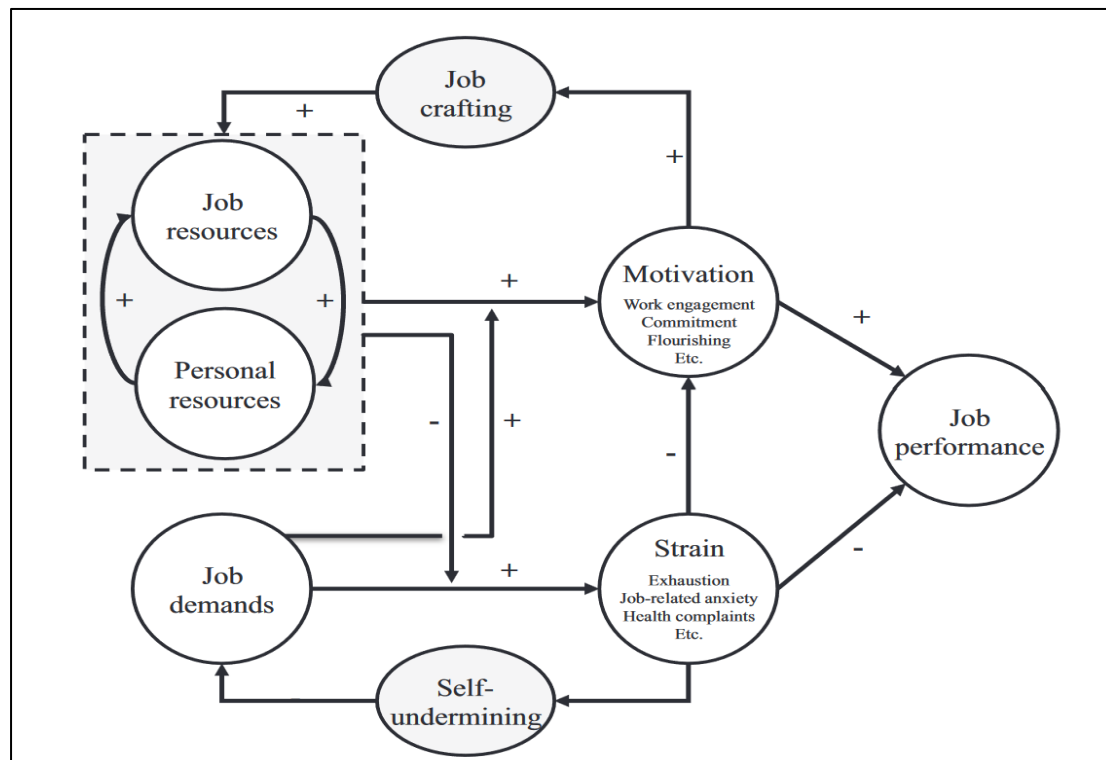 Job
crafting
+
+
Job
resources
+
+
Personal
resources
+
Motivation
Work engagement
Commitment
Flourishing
Etc.
+
-
+
-
Job
performance
Job
demands
+
Strain
Exhaustion
Job-related anxiety
Health complaints
Etc.
-
Self-
undermining